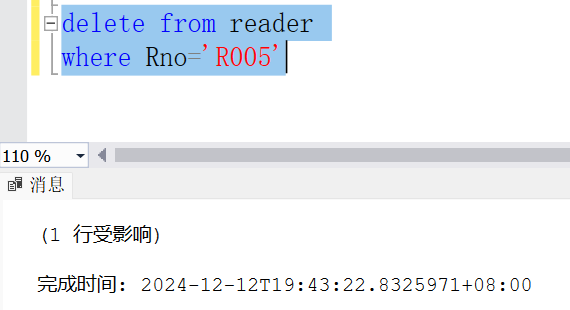 delete from reader
where Rno='R005'
110 %
消息
(1 行受影响)
完成时间: 2024-12-12T19:43:22.8325971+08:00